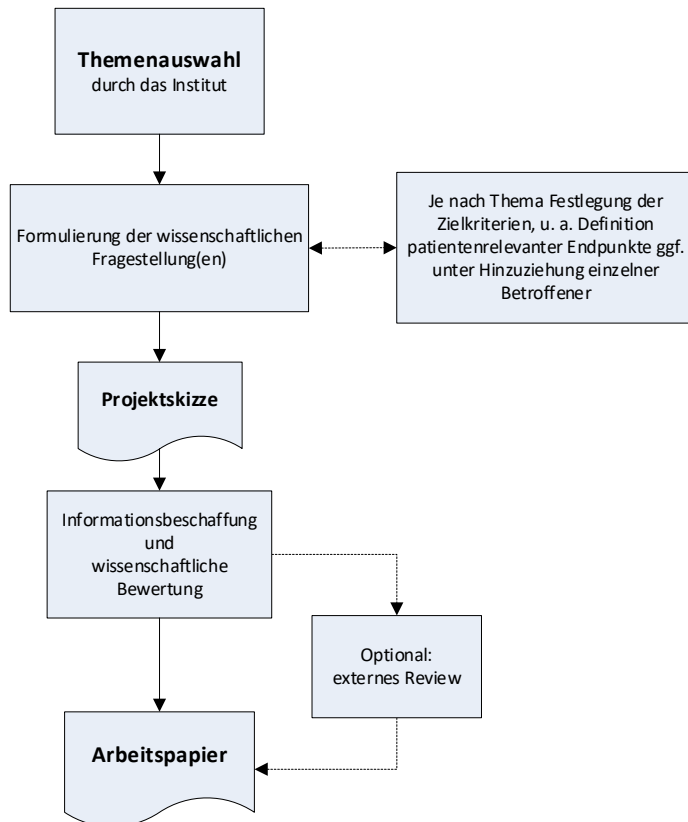 Themenauswahl
durch das Institut
Formulierung der wissenschaftlichen
Fragestellung(en)
Je nach Thema Festlegung der
Zielkriterien, u. a. Definition
patientenrelevanter Endpunkte ggf.
unter Hinzuziehung einzelner
Betroffener
Projektskizze
Informationsbeschaffung
und
wissenschaftliche
Bewertung
Optional:
externes Review
Arbeitspapier